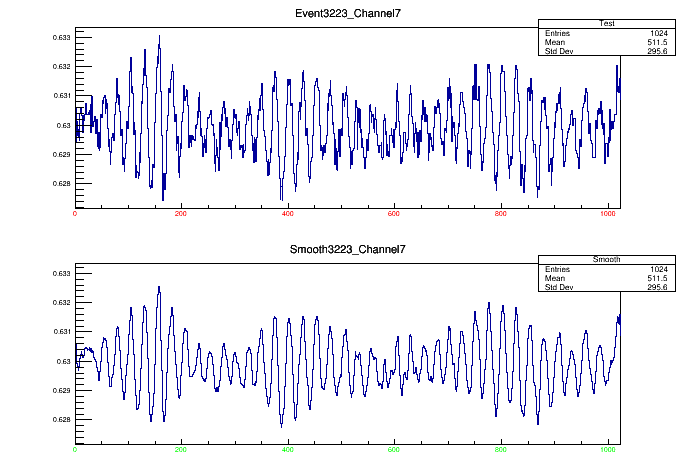 Event3223_Channel7
Test
Entries 1024
Mean 511.5
Std Dev 295.6
0.633
0.632
0.631
0.63
0.629
0.628
0 200 400 600 800 1000
Smooth3223_Channel7
Smooth
Entries 1024
Mean 511.5
Std Dev 295.6
0.633
0.632
0.631
0.63
0.629
0.628
0 200 400 600 800 1000